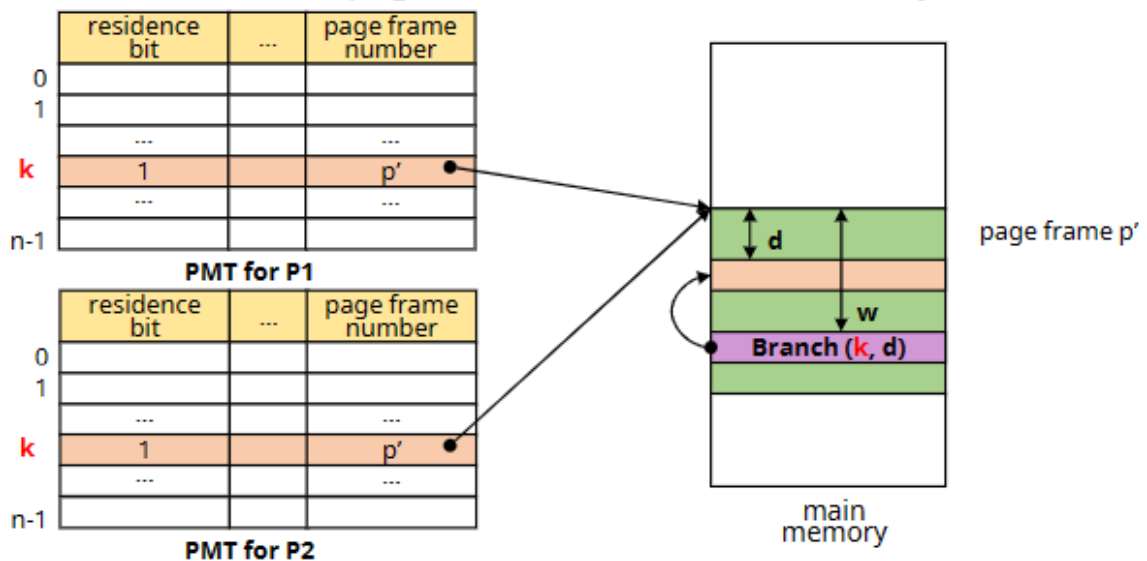 residence bit ... page frame number
0
1
... ...
k 1 p’
... ...
n-1
PMT for P1
residence bit ... page frame number
0
1
... ...
k 1 p’
... ...
n-1
PMT for P2
d
w
Branch (k, d)
page frame p’
main
memory